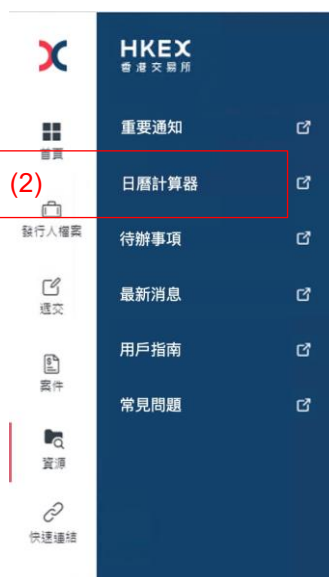 HKEX
香港交易所
首頁
(2)
發行人檔案
遞交
案件
資源
快速連結
重要通知
日曆計算器
待辦事項
最新消息
用戶指南
常見問題